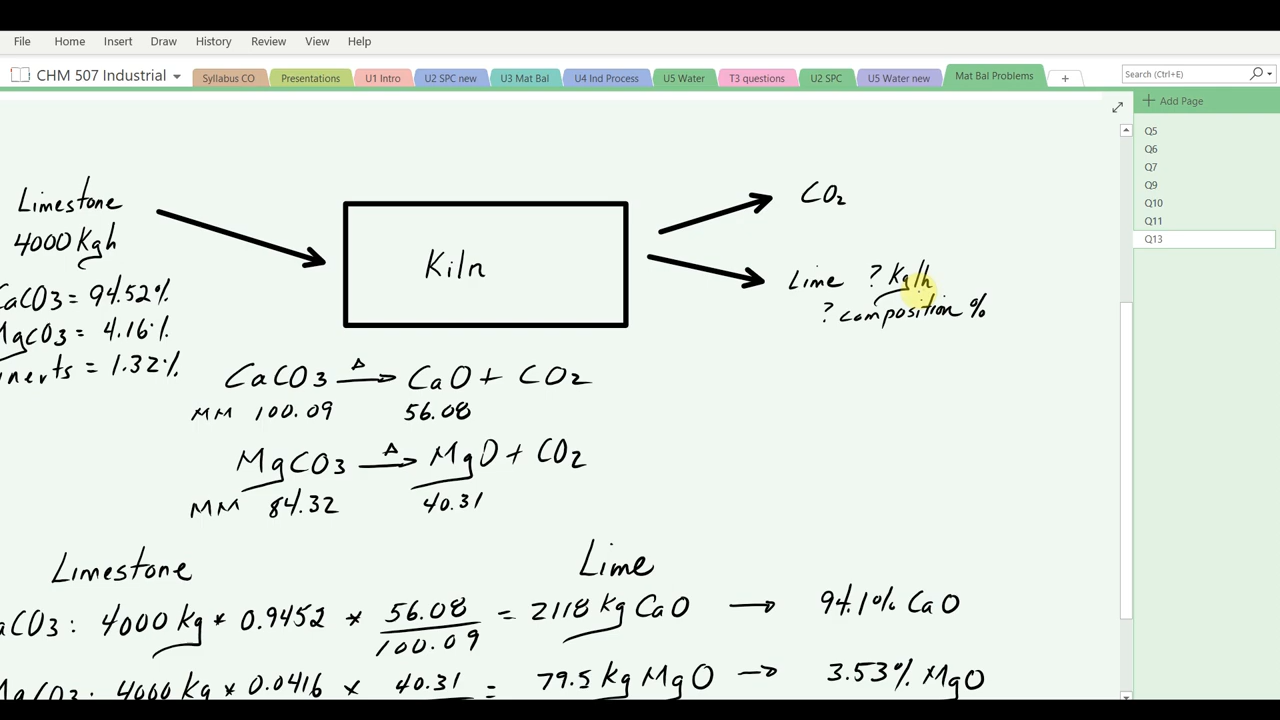 File Home Insert Draw History Review View Help
CHM 507 Industrial Syllabus CO Presentations U1 Intro U2 SPC new U3 Mat Bal U4 Ind Process U5 Water T3 questions U2 SPC U5 Water new Mat Bal Problems + Search (Ctrl+E)
+ Add Page
Q5
Q6
Q7
Q9
Q10
Q11
Q13
Limestone
4000 Kgh
CaCO3 = 94.52%
MgCO3 = 4.16%
inerts = 1.32%
Kiln
CO2
Lime ? Kg/h
? composition %
CaCO3 Δ→ CaO + CO2
MM 100.09 56.08
MgCO3 Δ→ MgO + CO2
MM 84.32 40.31
Limestone Lime
CaCO3: 4000 kg * 0.9452 * 56.08 = 2118 kg CaO → 94.1% CaO
100.09
MgCO3: 4000 kg * 0.0416 * 40.31 = 79.5 kg MgO → 3.53% MgO